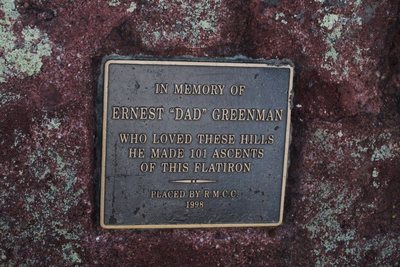 IN MEMORY OF
ERNEST "DAD" GREENMAN
WHO LOVED THESE HILLS
HE MADE 101 ASCENTS
OF THIS FLATIRON
PLACED BY R.M.C.C.
1998